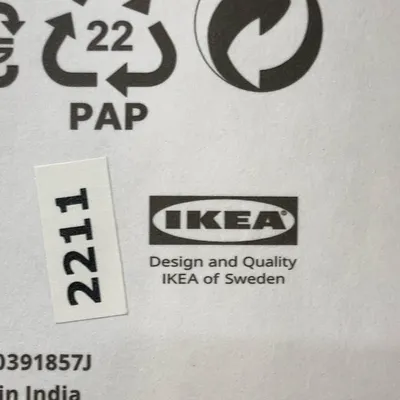 22
PAP
2211
IKEA®
Design and Quality
IKEA of Sweden
0391857J
in India